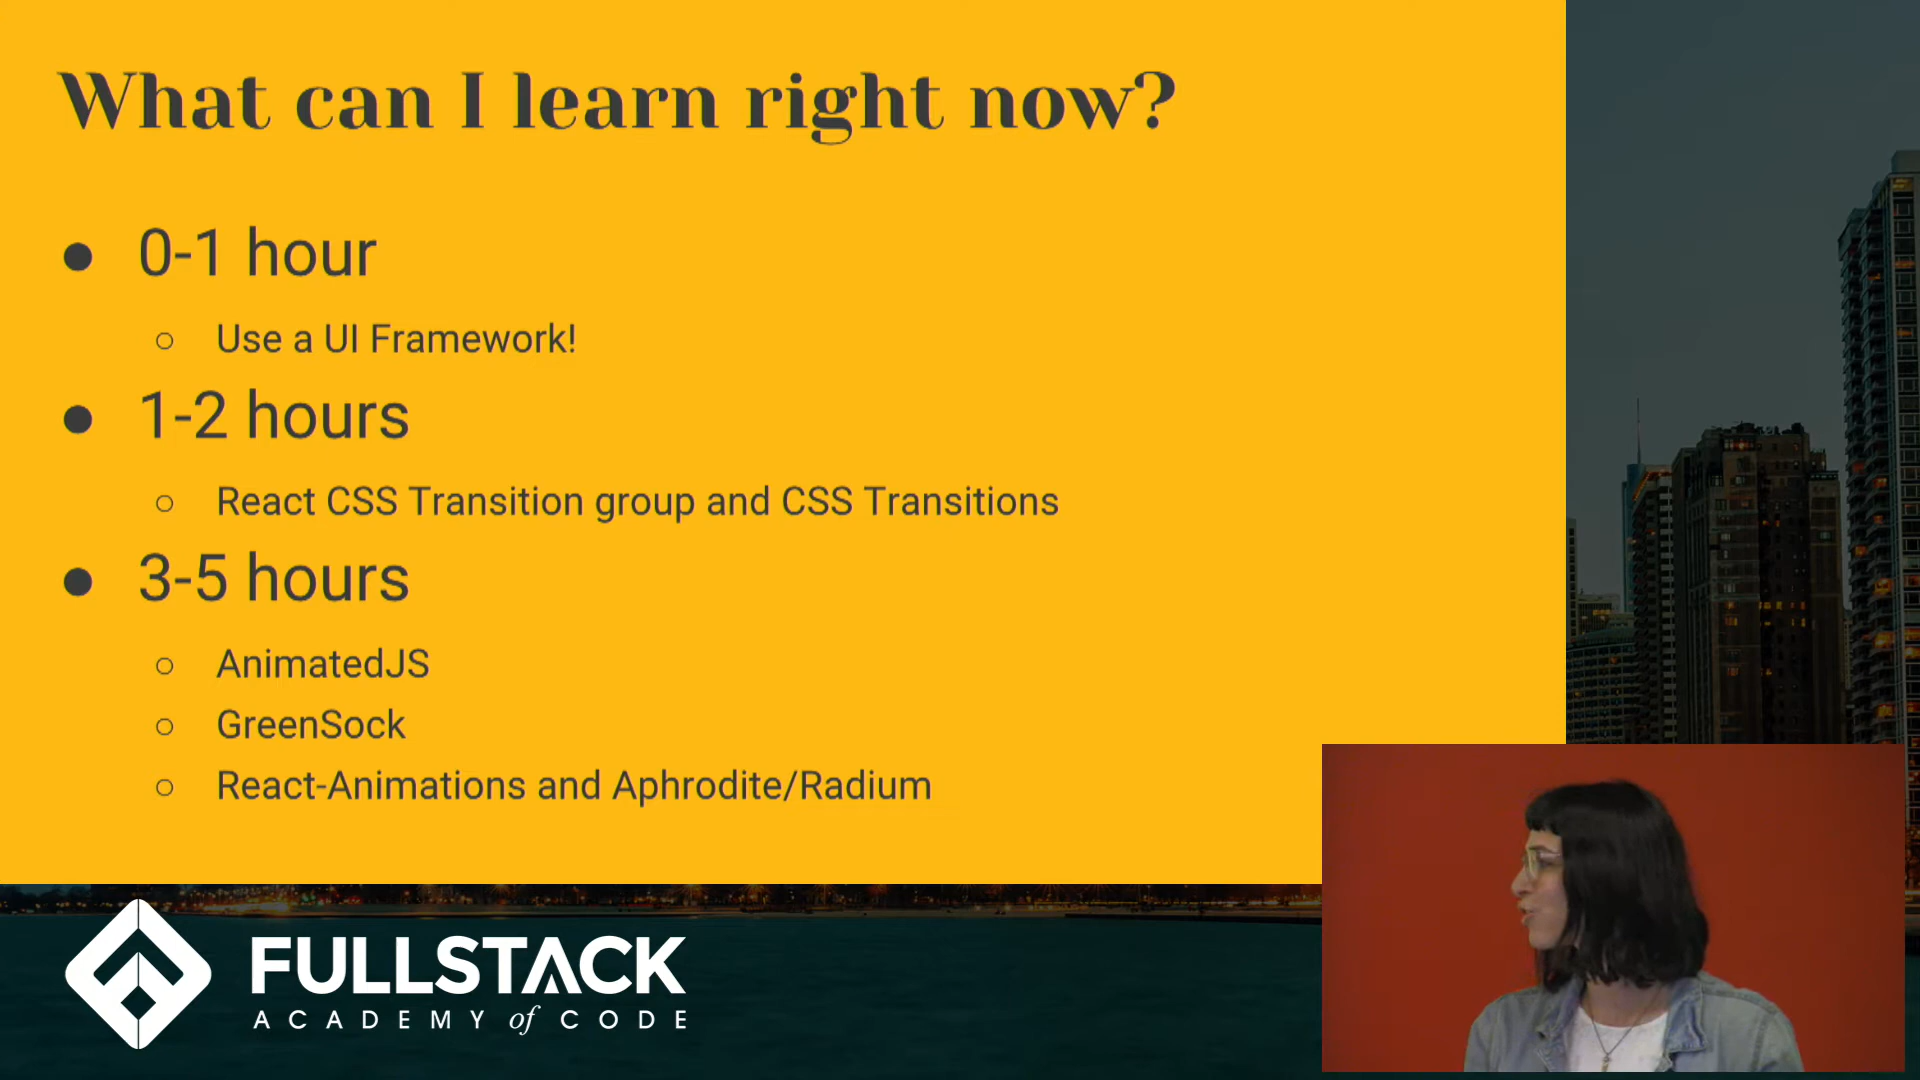 What can I learn right now?
● 0-1 hour
○ Use a UI Framework!
● 1-2 hours
○ React CSS Transition group and CSS Transitions
● 3-5 hours
○ AnimatedJS
○ GreenSock
○ React-Animations and Aphrodite/Radium
FULLSTACK
ACADEMY of CODE